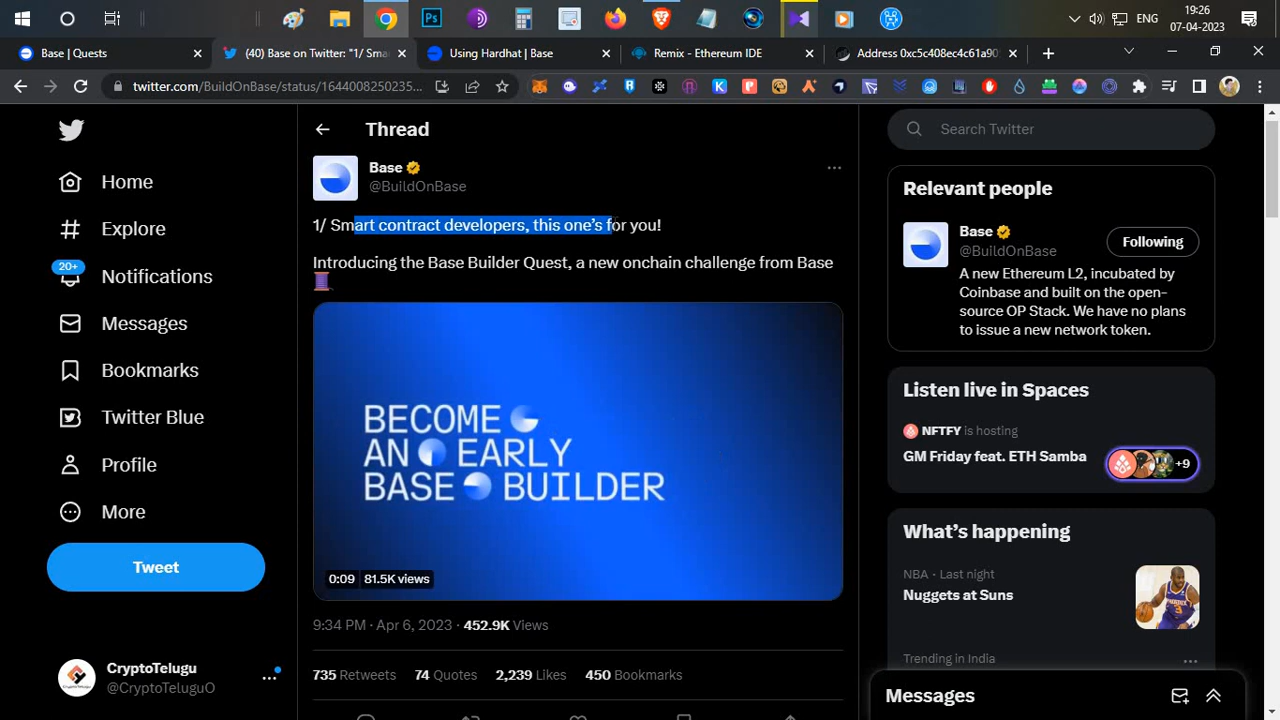 19:26
ENG
07-04-2023
Base | Quests
(40) Base on Twitter: "1/ Sma
Using Hardhat | Base
Remix - Ethereum IDE
Address 0xc5c408ec4c61a90
twitter.com/BuildOnBase/status/1644008250235...
Thread
Search Twitter
Home
Explore
20+
Notifications
Messages
Bookmarks
Twitter Blue
Profile
More
Tweet
CryptoTelugu
@CryptoTeluguO
Base
@BuildOnBase
1/ Smart contract developers, this one's for you!
Introducing the Base Builder Quest, a new onchain challenge from Base
BECOME
AN EARLY
BASE BUILDER
0:09 81.5K views
9:34 PM · Apr 6, 2023 · 452.9K Views
735 Retweets 74 Quotes 2,239 Likes 450 Bookmarks
Relevant people
Base
@BuildOnBase
Following
A new Ethereum L2, incubated by
Coinbase and built on the open-
source OP Stack. We have no plans
to issue a new network token.
Listen live in Spaces
NFTFY is hosting
GM Friday feat. ETH Samba
+9
What's happening
NBA · Last night
Nuggets at Suns
Trending in India
Messages